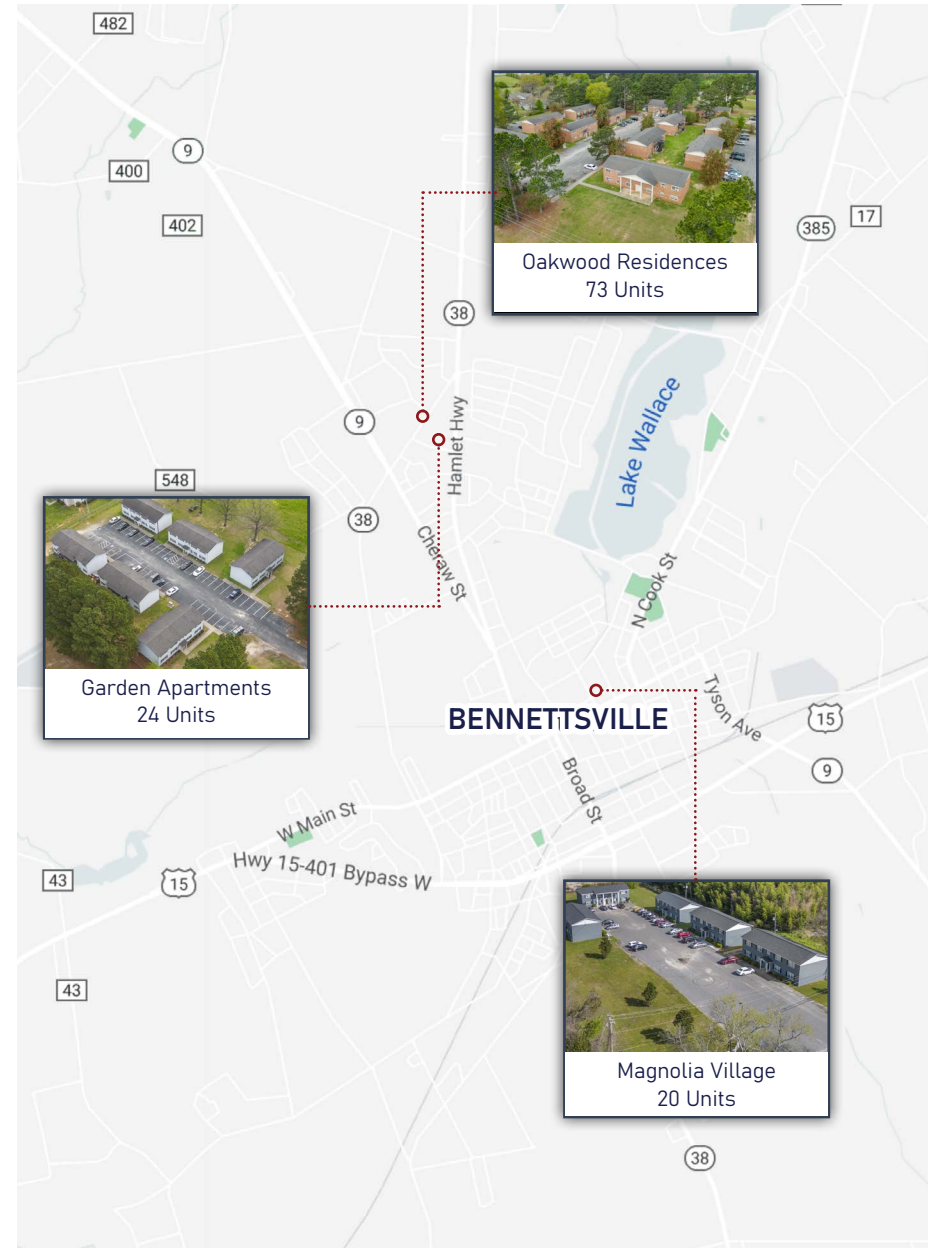 482
9
400
402
Oakwood Residences
73 Units
17
385
38
9
Hamlet Hwy
Lake Wallace
548
38
Cheraw St
N Cook St
Garden Apartments
24 Units
BENNETTSVILLE
Tyson Ave
15
9
Broad St
W Main St
Hwy 15-401 Bypass W
43
15
43
Magnolia Village
20 Units
38